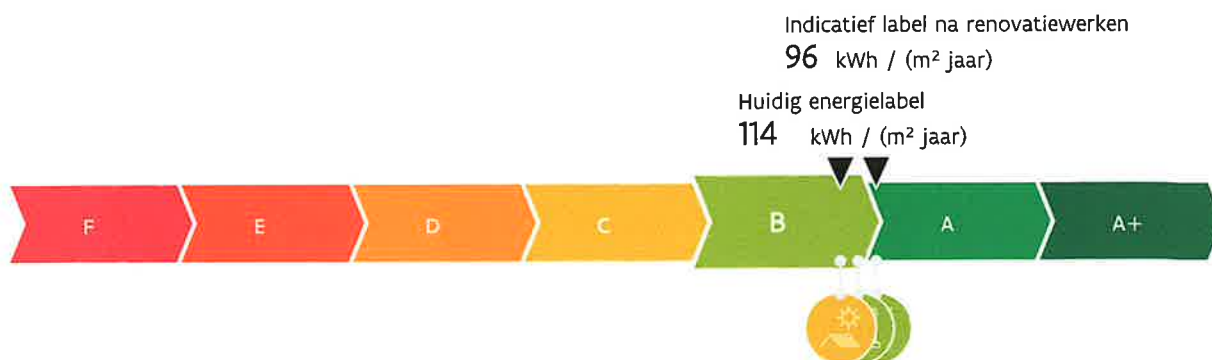 Indicatief label na renovatiewerken
96 kWh / (m² jaar)
Huidig energielabel
114 kWh / (m² jaar)
F E D C B A A+